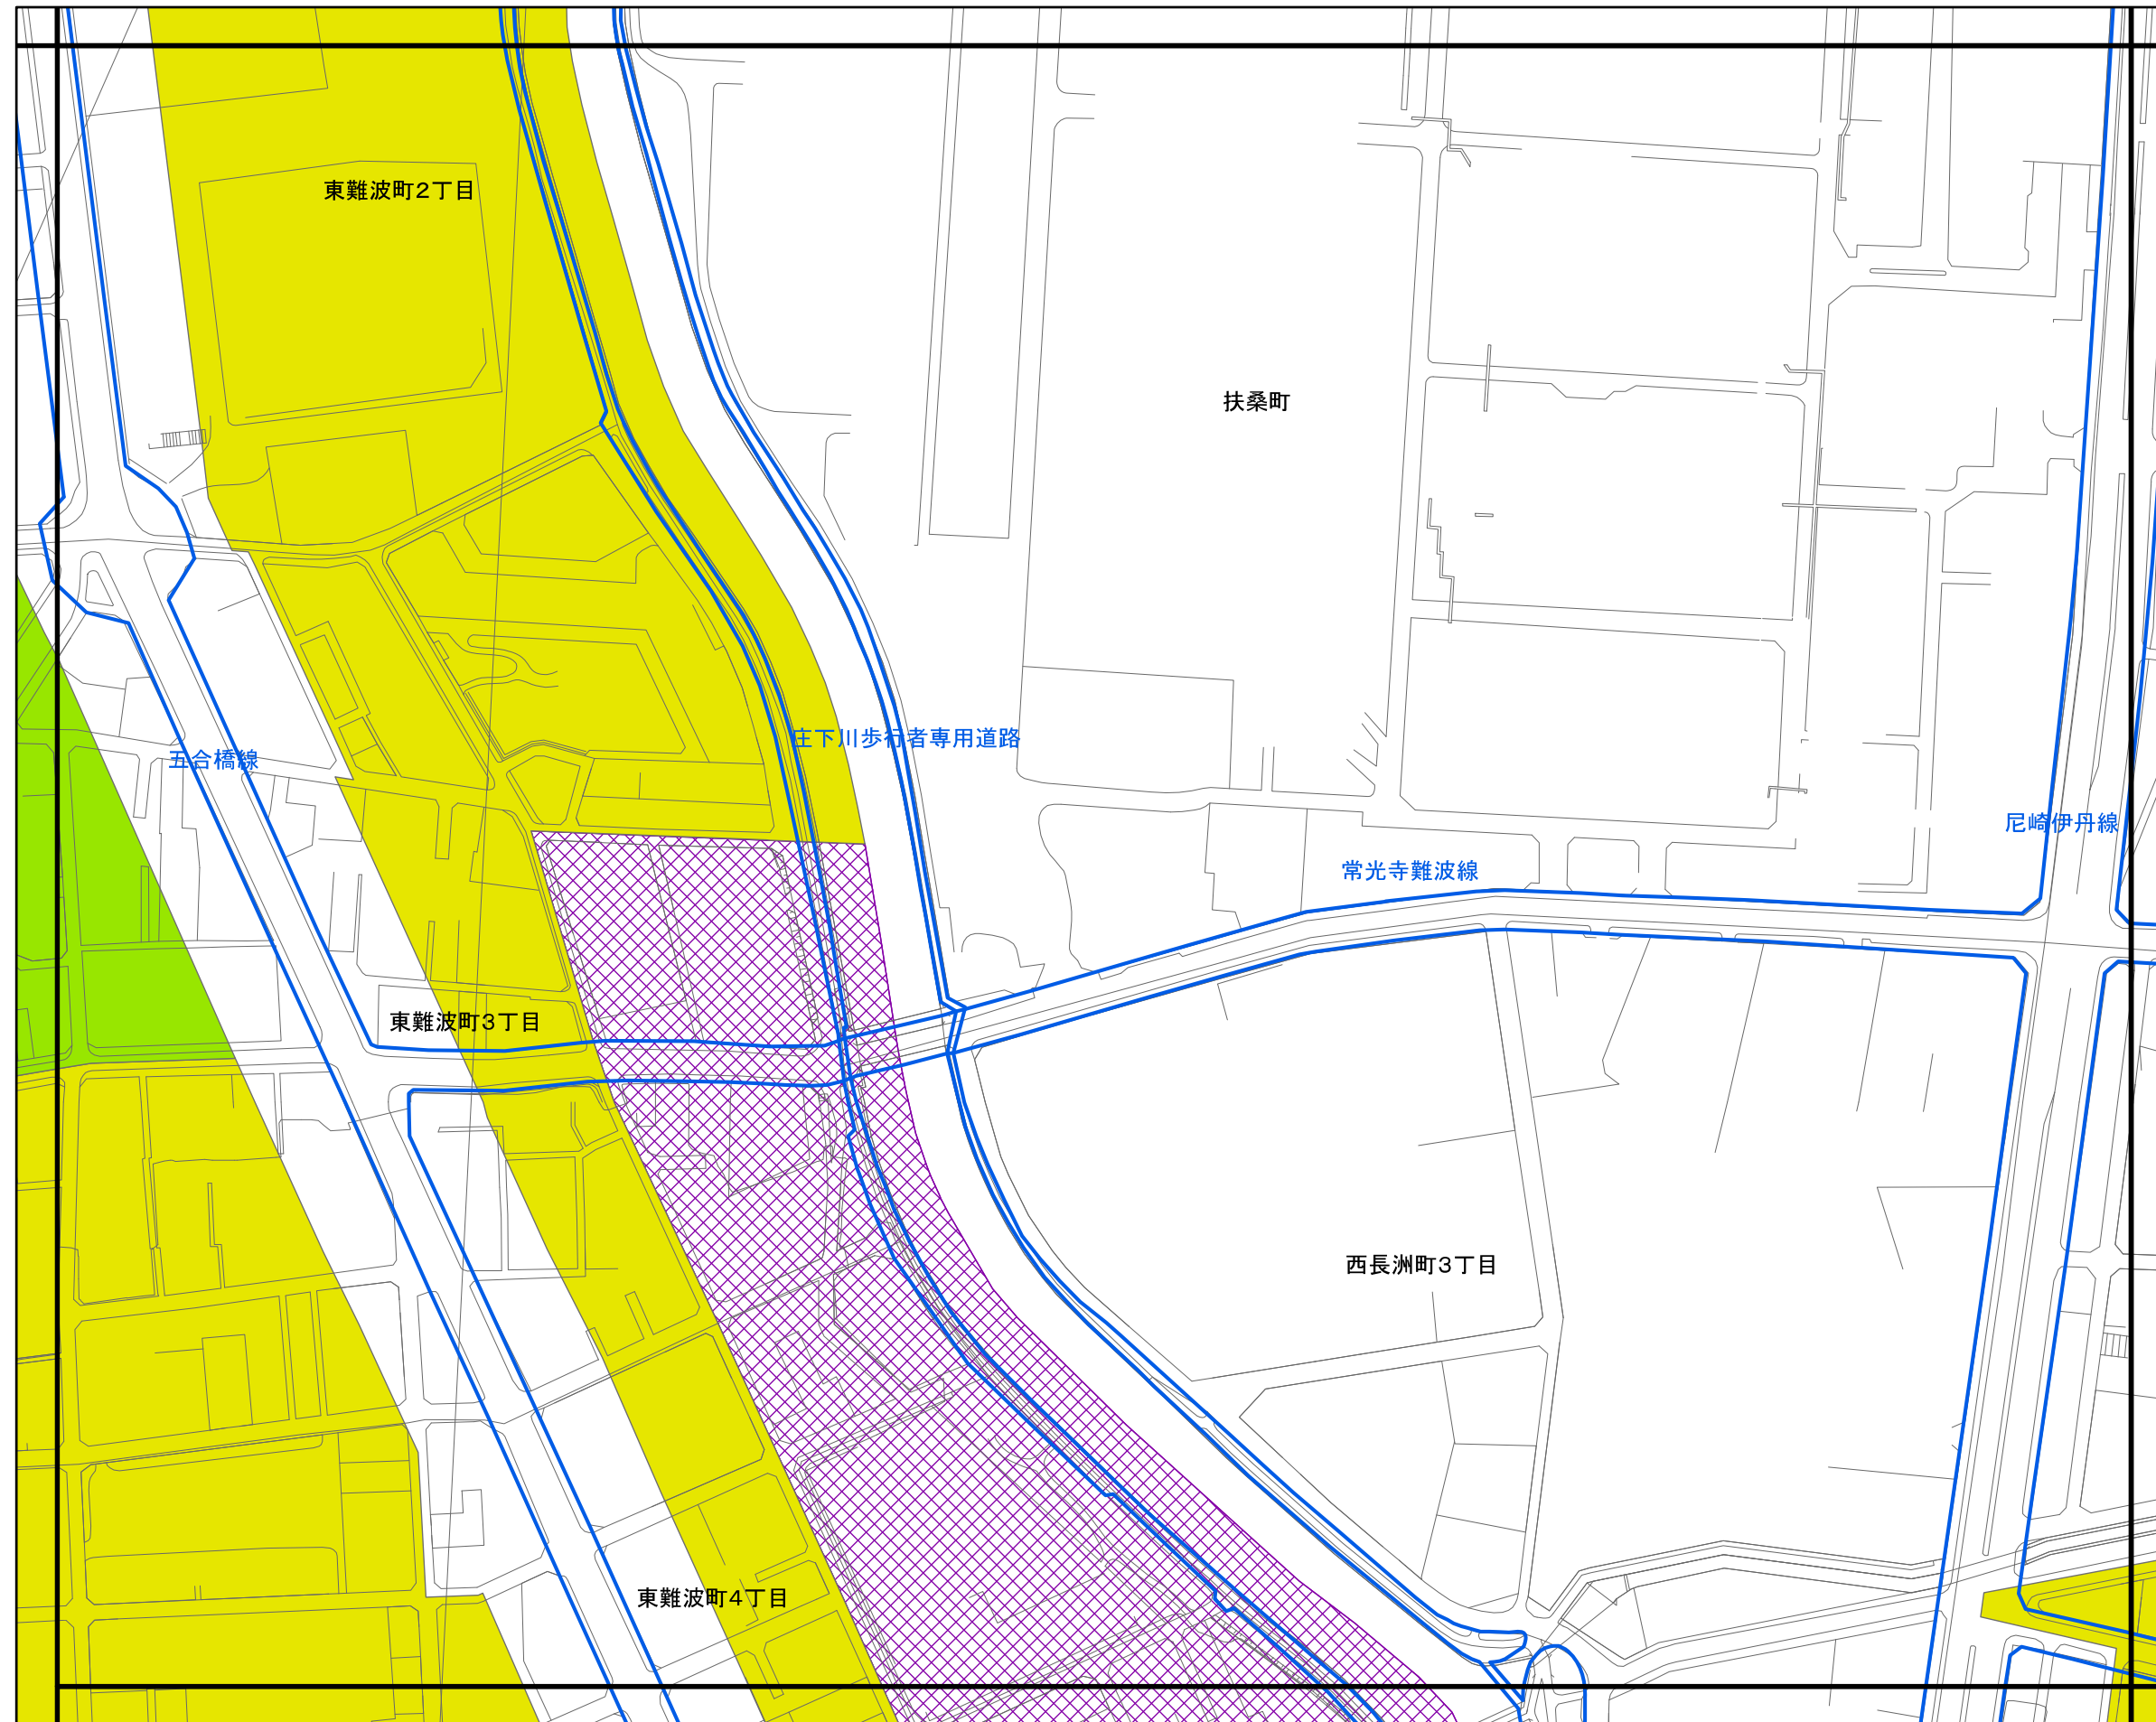 東難波町2丁目
扶桑町
庄下川歩行者専用道路
五合橋線
尼崎伊丹線
常光寺難波線
東難波町3丁目
西長洲町3丁目
東難波町4丁目